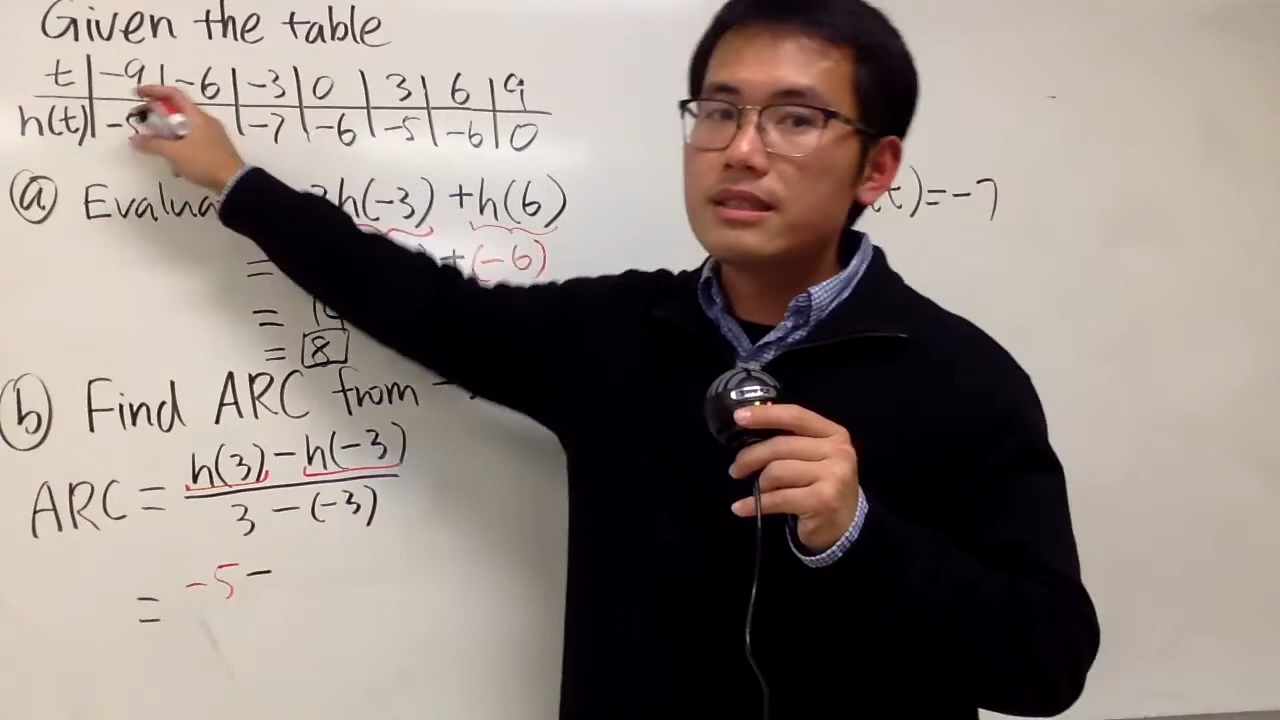 Given the table
t | -9 | -6 | -3 | 0 | 3 | 6 | 9
h(t) | -5 | -7 | -6 | -5 | -6 | 0
(a) h(-3) + h(6) (t) = -7
= + (-6)
=
= 8
(b) Find ARC from
ARC = h(3) - h(-3) / 3 - (-3)
= -5 -